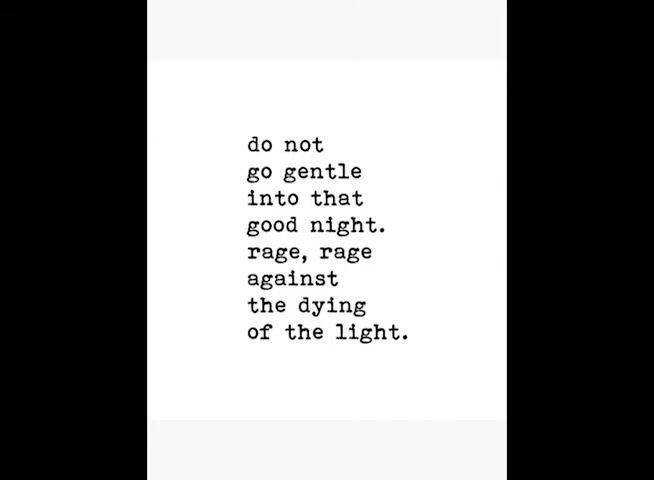 do not
go gentle
into that
good night.
rage, rage
against
the dying
of the light.